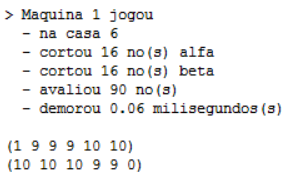 > Maquina 1 jogou
- na casa 6
- cortou 16 no(s) alfa
- cortou 16 no(s) beta
- avaliou 90 no(s)
- demorou 0.06 milisegundos(s)
(1 9 9 9 10 10)
(10 10 10 9 9 0)